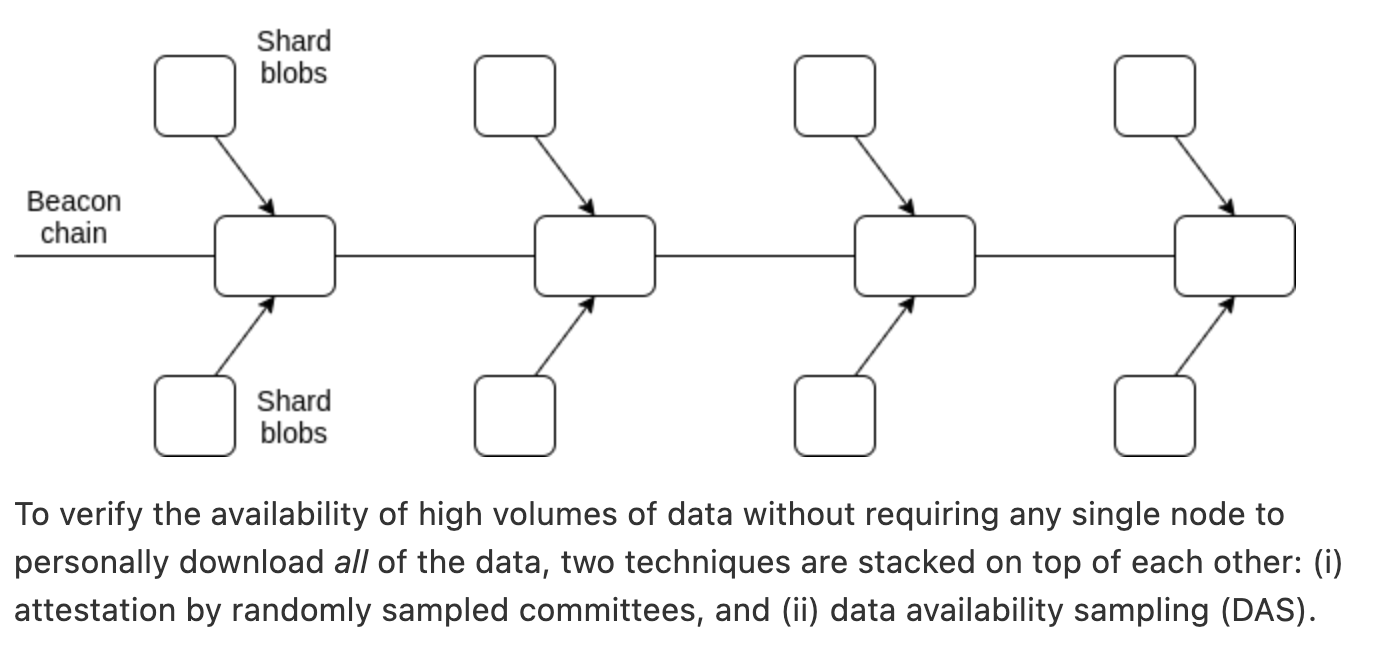 Shard
blobs
Beacon
chain
Shard
blobs
To verify the availability of high volumes of data without requiring any single node to
personally download all of the data, two techniques are stacked on top of each other: (i)
attestation by randomly sampled committees, and (ii) data availability sampling (DAS).